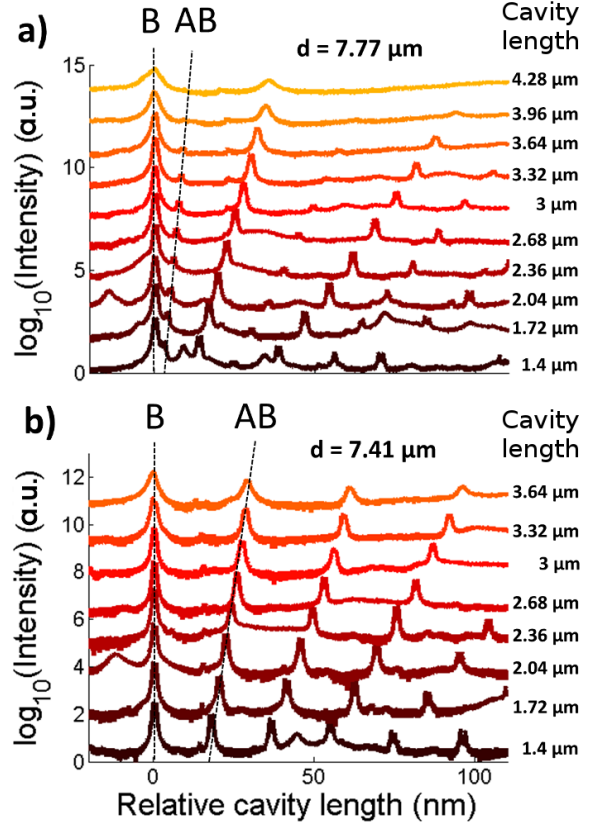 a)
B AB
d = 7.77 µm
Cavity
length
15
10
5
0
log10(Intensity) (a.u.)
4.28 µm
3.96 µm
3.64 µm
3.32 µm
3 µm
2.68 µm
2.36 µm
2.04 µm
1.72 µm
1.4 µm
b)
B AB
d = 7.41 µm
Cavity
length
12
10
8
6
4
2
0
log10(Intensity) (a.u.)
3.64 µm
3.32 µm
3 µm
2.68 µm
2.36 µm
2.04 µm
1.72 µm
1.4 µm
0 50 100
Relative cavity length (nm)